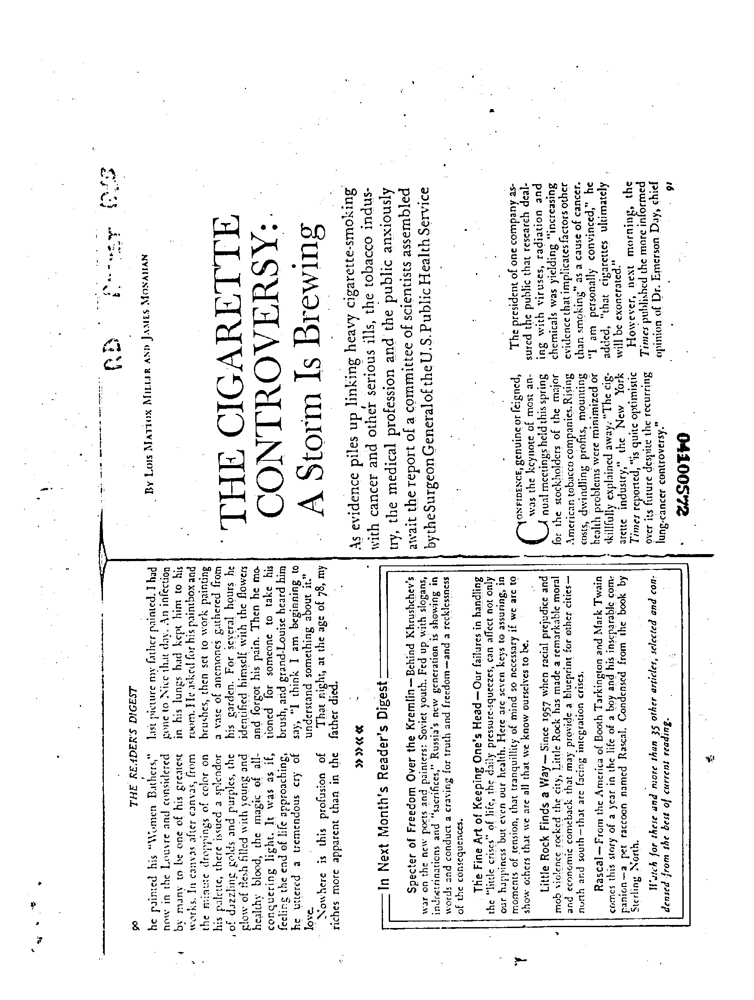 90
THE READER'S DIGEST
he painted his "Women Bathers,"
now in the Louvre and considered
by many to be one of his greatest
works. In canvas after canvas, from
the minute droppings of color on
his palette, there issued a splendor
of dazzling golds and purples, the
glow of flesh filled with young and
healthy blood, the magic of all-
conquering light. It was as if,
feeling the end of life approaching,
he uttered a tremendous cry of
love.
Nowhere is this profusion of
riches more apparent than in the
last picture my father painted. I had
gone to Nice that day. An infection
in his lungs had kept him to his
room. He asked for his paintbox and
brushes, then set to work painting
a vase of anemones gathered from
his garden. For several hours he
identified himself with the flowers
and forgot his pain. Then he mo-
tioned for someone to take his
brush, and grand-Louise heard him
say, "I think I am beginning to
understand something about it."
That night, at the age of 78, my
father died.
»»««
In Next Month's Reader's Digest
Specter of Freedom Over the Kremlin—Behind Khrushchev's
war on the new poets and painters: Soviet youth. Fed up with slogans,
indoctrinations and "sacrifices," Russia's new generation is showing in
words and conduct a craving for truth and freedom—and a recklessness
of the consequences.
The Fine Art of Keeping One's Head—Our failures in handling
the "little crises" of life, the daily pressure-squeezes, can affect not only
our happiness but even our health. Here are seven keys to assuring, in
moments of tension, that tranquility of mind so necessary if we are to
show others that we are all that we know ourselves to be.
Little Rock Finds a Way—Since 1957 when racial prejudice and
mob violence rocked the city, Little Rock has made a remarkable moral
and economic comeback that may provide a blueprint for other cities—
north and south—that are facing integration crises.
Rascal—From the America of Booth Tarkington and Mark Twain
comes this story of a year in the life of a boy and his inseparable com-
panion—a pet raccoon named Rascal. Condensed from the book by
Sterling North.
Watch for these and more than 35 other articles, selected and con-
densed from the best of current reading.
RD
By Lois Mattox Miller and James Monahan
THE CIGARETTE
CONTROVERSY:
A Storm Is Brewing
As evidence piles up linking heavy cigarette-smoking
with cancer and other serious ills, the tobacco indus-
try, the medical profession and the public anxiously
await the report of a committee of scientists assembled
by the Surgeon General of the U.S. Public Health Service
Confidence, genuine or feigned,
was the keynote of most an-
nual meetings held this spring
for the stockholders of the major
American tobacco companies. Rising
costs, dwindling profits, mounting
health problems were minimized or
skillfully explained away. "The cig-
arette industry," the New York
Times reported, "is quite optimistic
over its future despite the recurring
lung-cancer controversy."
The president of one company as-
sured the public that research deal-
ing with viruses, radiation and
chemicals was yielding "increasing
evidence that implicates factors other
than smoking" as a cause of cancer.
"I am personally convinced," he
added, "that cigarettes ultimately
will be exonerated."
However, next morning, the
Times published the more informed
opinion of Dr. Emerson Day, chief
91
04100572